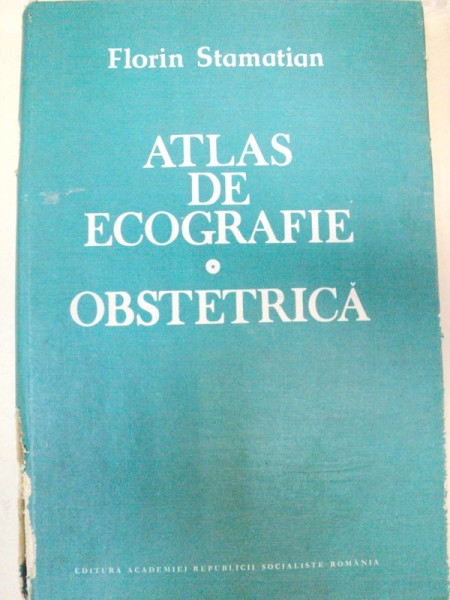 Florin Stamatian
ATLAS
DE
ECOGRAFIE
OBSTETRICĂ
EDITURA ACADEMIEI REPUBLICII SOCIALISTE ROMÂNIA